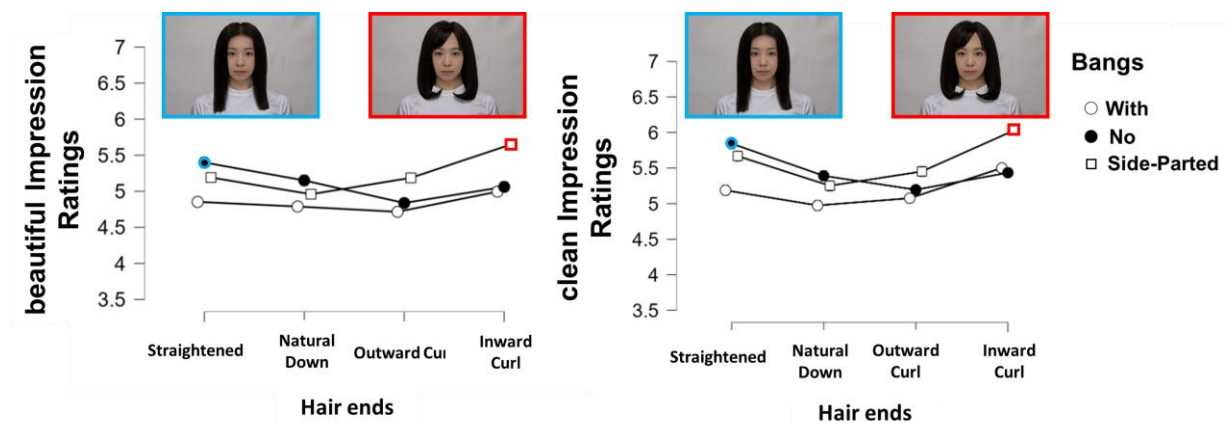 beautiful Impression
Ratings
7
6.5
6
5.5
5
4.5
4
3.5
Straightened
Natural
Down
Outward Cui
Inward
Curl
Hair ends
clean Impression
Ratings
7
6.5
6
5.5
5
4.5
4
3.5
Straightened
Natural
Down
Outward
Curl
Inward
Curl
Hair ends
Bangs
With
No
Side-Parted